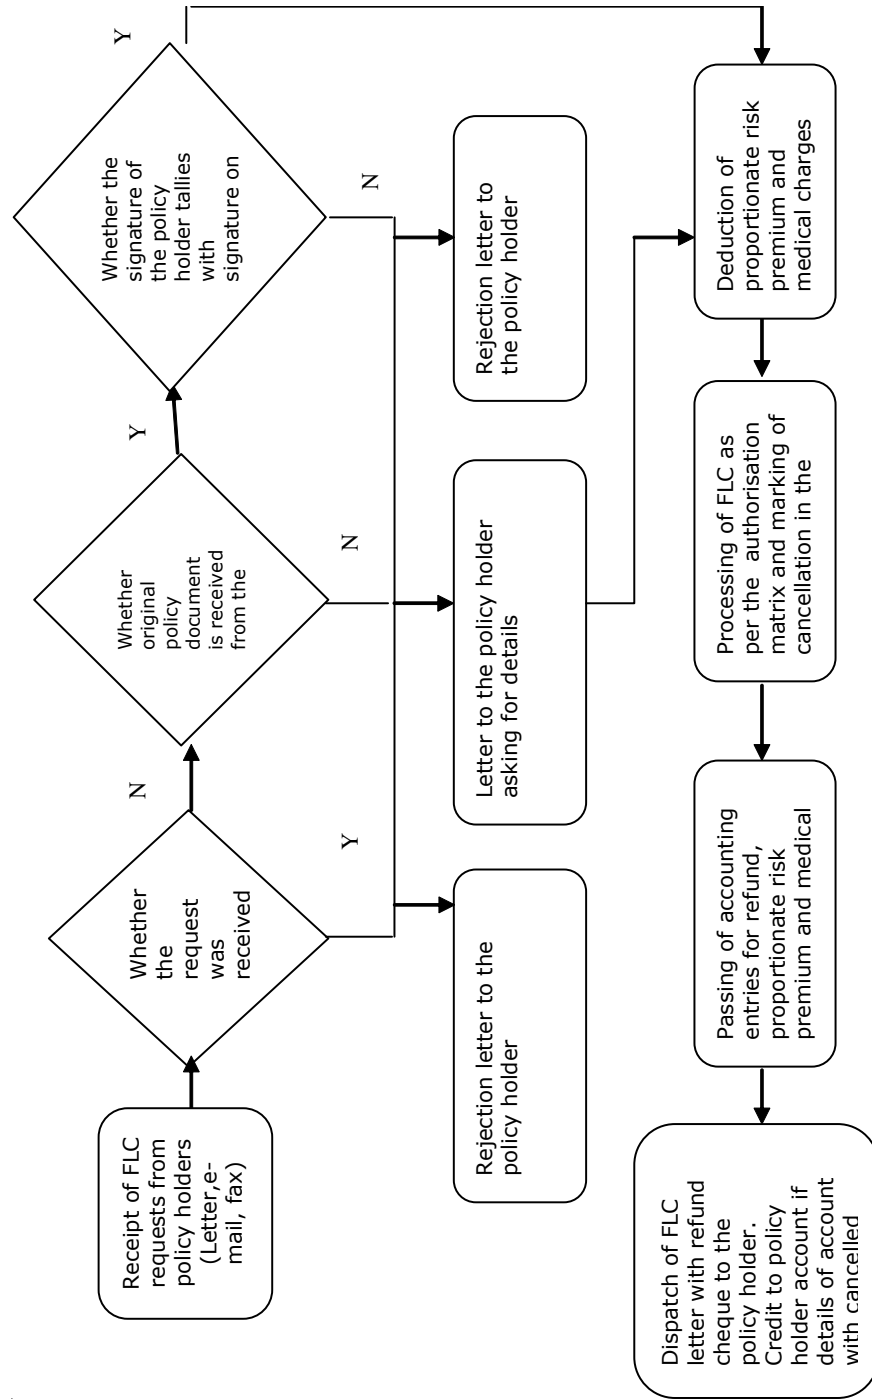 Receipt of FLC
requests from
policy holders
(Letter,e-
mail, fax)
Whether
the
request
was
received
N
Y
Whether
original
policy
document
is received
from the
Y
N
Whether the
signature of
the policy
holder tallies
with
signature on
Y
N
Rejection letter to the
policy holder
Letter to the policy holder
asking for details
Rejection letter to
the policy holder
Deduction of
proportionate risk
premium and
medical charges
Processing of FLC as
per the authorisation
matrix and marking of
cancellation in the
Passing of accounting
entries for refund,
proportionate risk
premium and medical
Dispatch of FLC
letter with refund
cheque to the
policy holder.
Credit to policy
holder account if
details of account
with cancelled